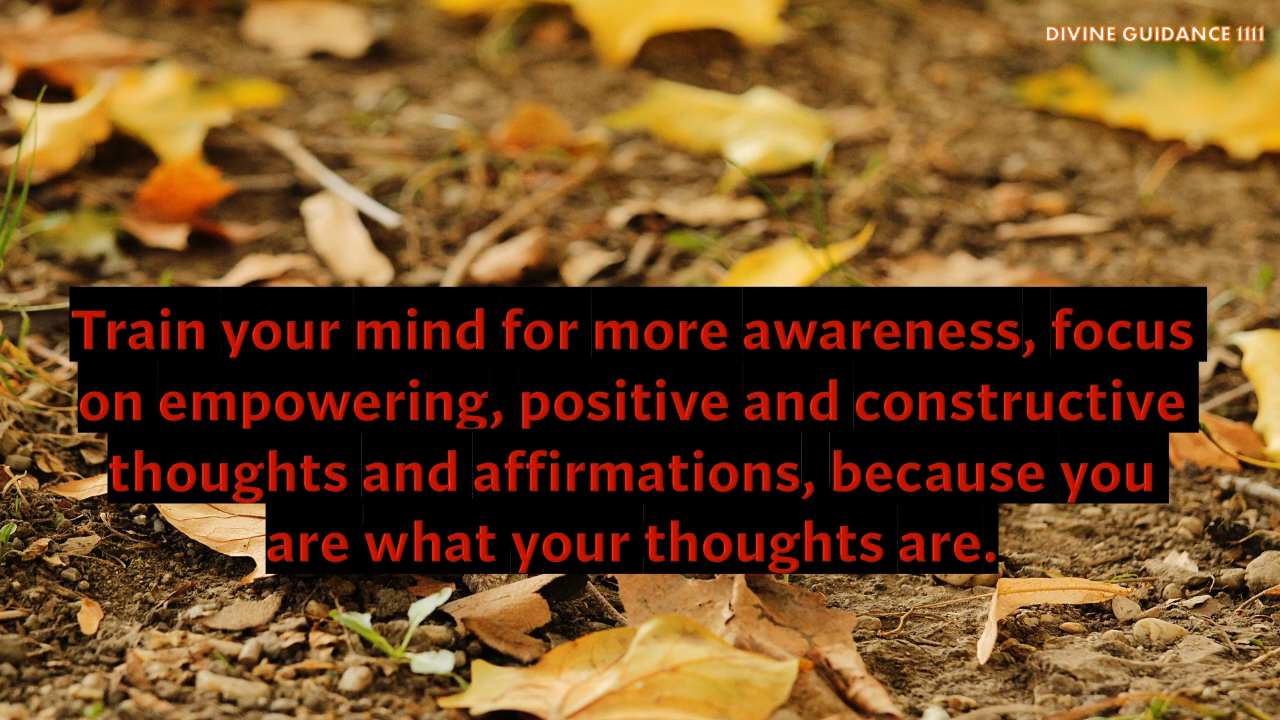 DIVINE GUIDANCE 1111
Train your mind for more awareness, focus
on empowering, positive and constructive
thoughts and affirmations, because you
are what your thoughts are.